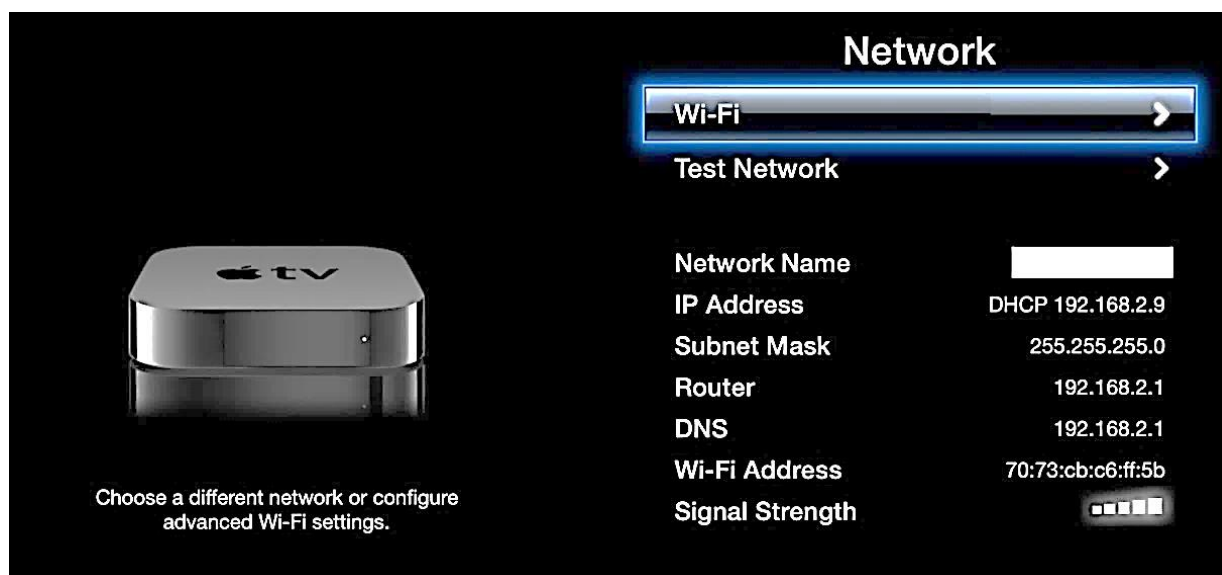 Network
Wi-Fi
Test Network
tv
Network Name
IP Address DHCP 192.168.2.9
Subnet Mask 255.255.255.0
Router 192.168.2.1
DNS 192.168.2.1
Wi-Fi Address 70:73:cb:c6:ff:5b
Signal Strength
Choose a different network or configure
advanced Wi-Fi settings.